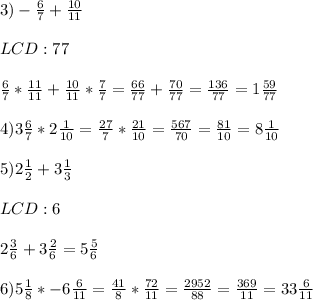 3) - 6/7 + 10/11
LCD : 77
6/7 * 11/11 + 10/11 * 7/7 = 66/77 + 70/77 = 136/77 = 1 59/77
4)3 6/7 * 2 1/10 = 27/7 * 21/10 = 567/70 = 81/10 = 8 1/10
5)2 1/2 + 3 1/3
LCD : 6
2 3/6 + 3 2/6 = 5 5/6
6)5 1/8 * -6 6/11 = 41/8 * 72/11 = 2952/88 = 369/11 = 33 6/11